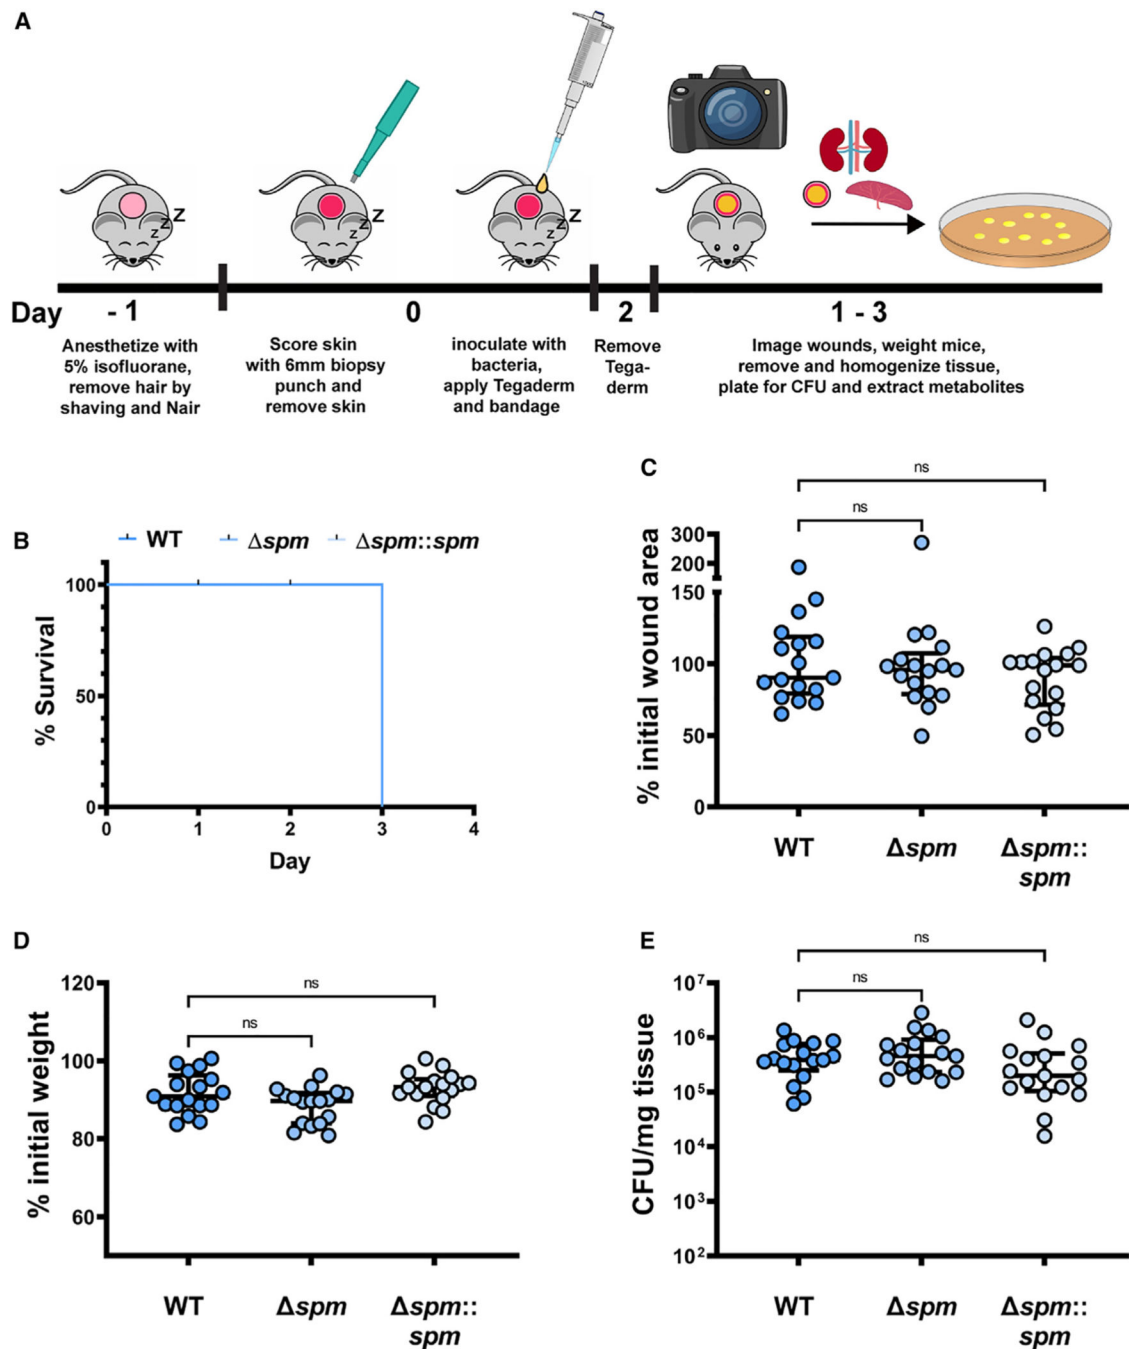 A
z z z
z z z
z z z
Day - 1 0 2 1 - 3
Anesthetize with
5% isofluorane,
remove hair by
shaving and Nair
Score skin
with 6mm biopsy
punch and
remove skin
inoculate with
bacteria,
apply Tegaderm
and bandage
Remove
Tega-
derm
Image wounds, weight mice,
remove and homogenize tissue,
plate for CFU and extract metabolites
B
WT Δspm Δspm::spm
% Survival
100
50
0
0 1 2 3 4
Day
C
ns
ns
% initial wound area
300
200
150
100
50
0
WT Δspm Δspm::
spm
D
ns
ns
% initial weight
120
100
80
60
WT Δspm Δspm::
spm
E
ns
ns
CFU/mg tissue
10⁷
10⁶
10⁵
10⁴
10³
10²
WT Δspm Δspm::
spm